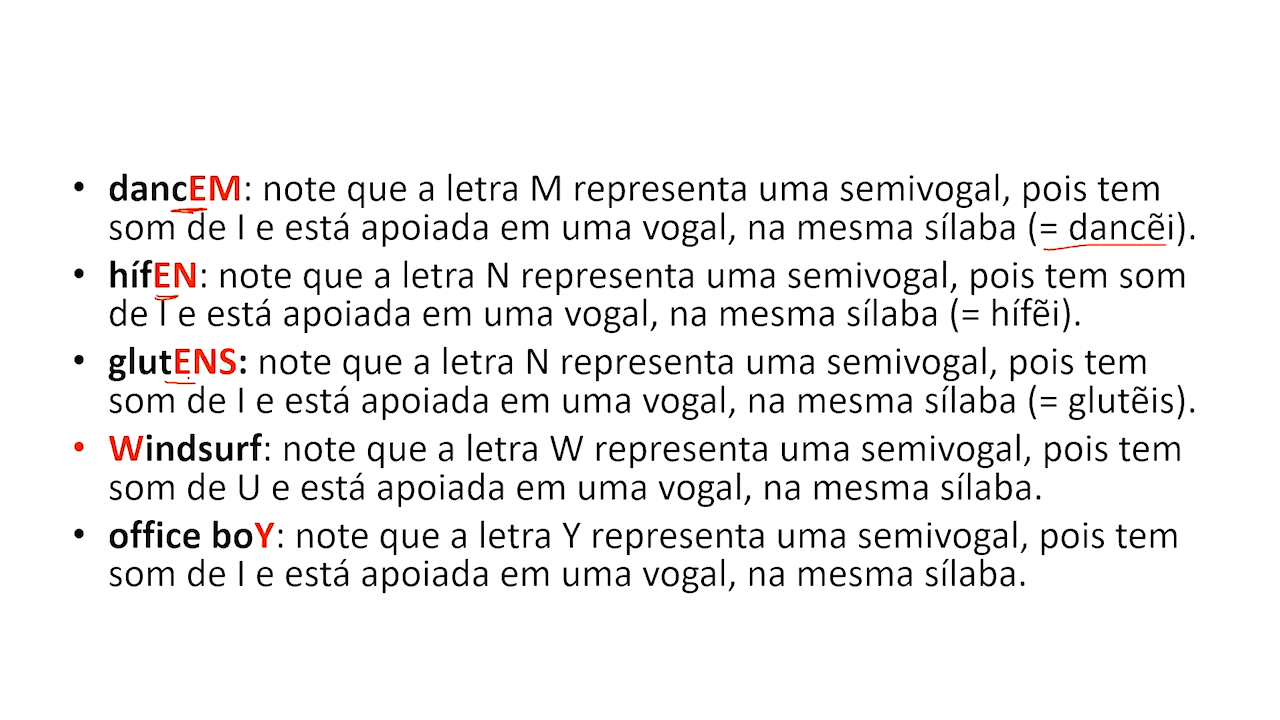 • dancEM: note que a letra M representa uma semivogal, pois tem
som de I e está apoiada em uma vogal, na mesma sílaba (= dancẽi).
• hífEN: note que a letra N representa uma semivogal, pois tem som
de I e está apoiada em uma vogal, na mesma sílaba (= hífẽi).
• glutENS: note que a letra N representa uma semivogal, pois tem
som de I e está apoiada em uma vogal, na mesma sílaba (= glutẽis).
• Windsurf: note que a letra W representa uma semivogal, pois tem
som de U e está apoiada em uma vogal, na mesma sílaba.
• office boY: note que a letra Y representa uma semivogal, pois tem
som de I e está apoiada em uma vogal, na mesma sílaba.